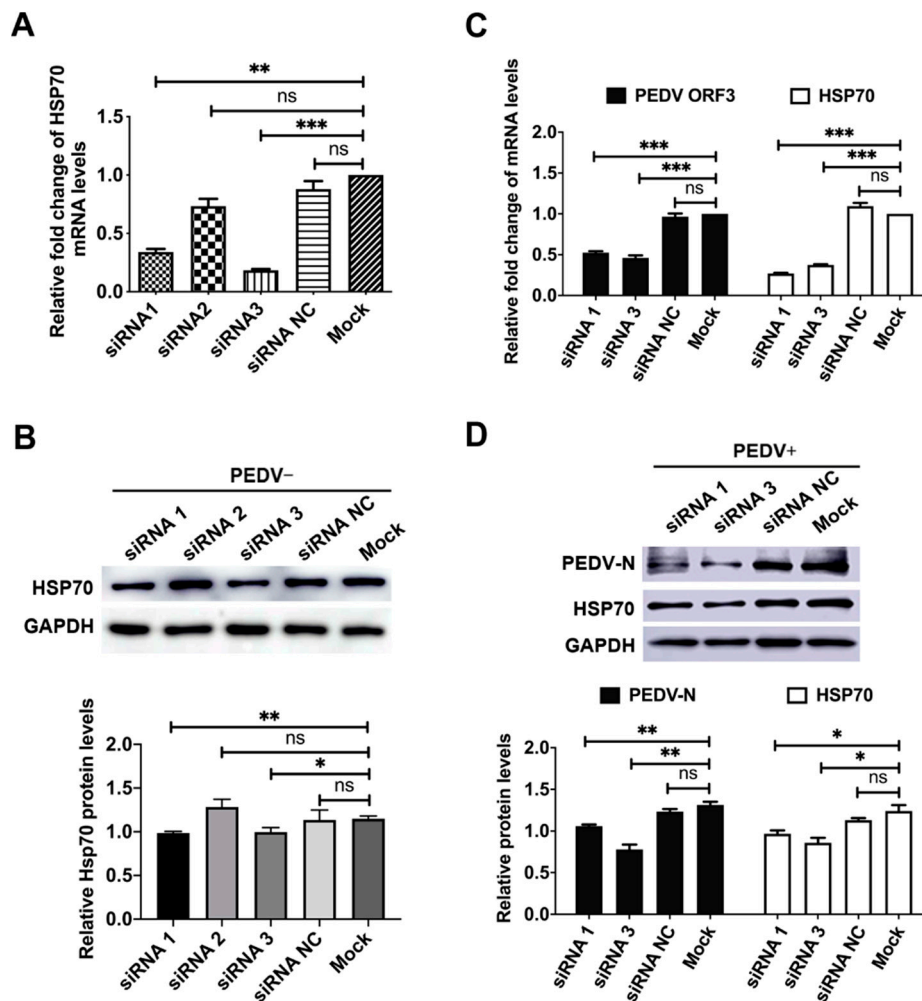 A
Relative fold change of HSP70
mRNA levels
**
ns
***
ns
1.5
1.0
0.5
0.0
siRNA1
siRNA2
siRNA3
siRNA NC
Mock
C
PEDV ORF3
HSP70
Relative fold change of mRNA levels
***
***
ns
***
***
ns
2.0
1.5
1.0
0.5
0.0
siRNA 1
siRNA 3
siRNA NC
Mock
siRNA 1
siRNA 3
siRNA NC
Mock
B
PEDV−
siRNA 1
siRNA 2
siRNA 3
siRNA NC
Mock
HSP70
GAPDH
Relative Hsp70 protein levels
**
ns
*
ns
2.0
1.5
1.0
0.5
0.0
siRNA 1
siRNA 2
siRNA 3
siRNA NC
Mock
D
PEDV+
siRNA 1
siRNA 3
siRNA NC
Mock
PEDV-N
HSP70
GAPDH
PEDV-N
HSP70
Relative protein levels
**
**
ns
*
*
ns
2.0
1.5
1.0
0.5
0.0
siRNA 1
siRNA 3
siRNA NC
Mock
siRNA 1
siRNA 3
siRNA NC
Mock